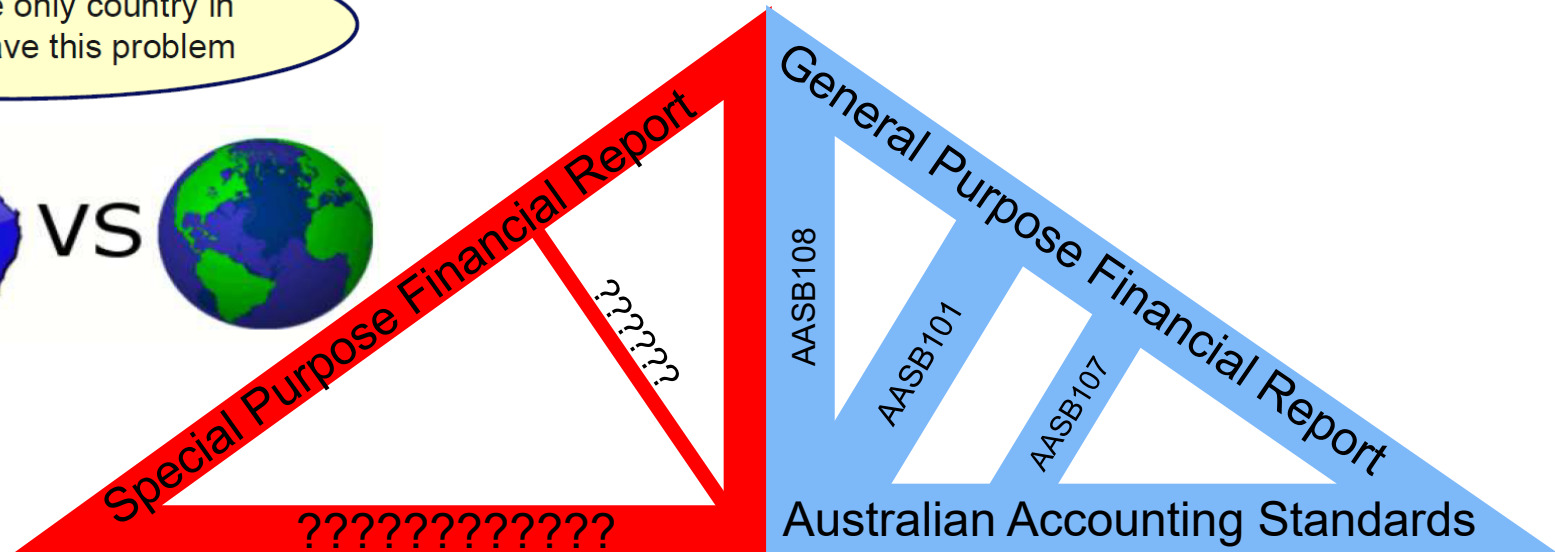 e only country in
ve this problem
vs
Special Purpose Financial Report
??????
????????????
General Purpose Financial Report
AASB108
AASB101
AASB107
Australian Accounting Standards